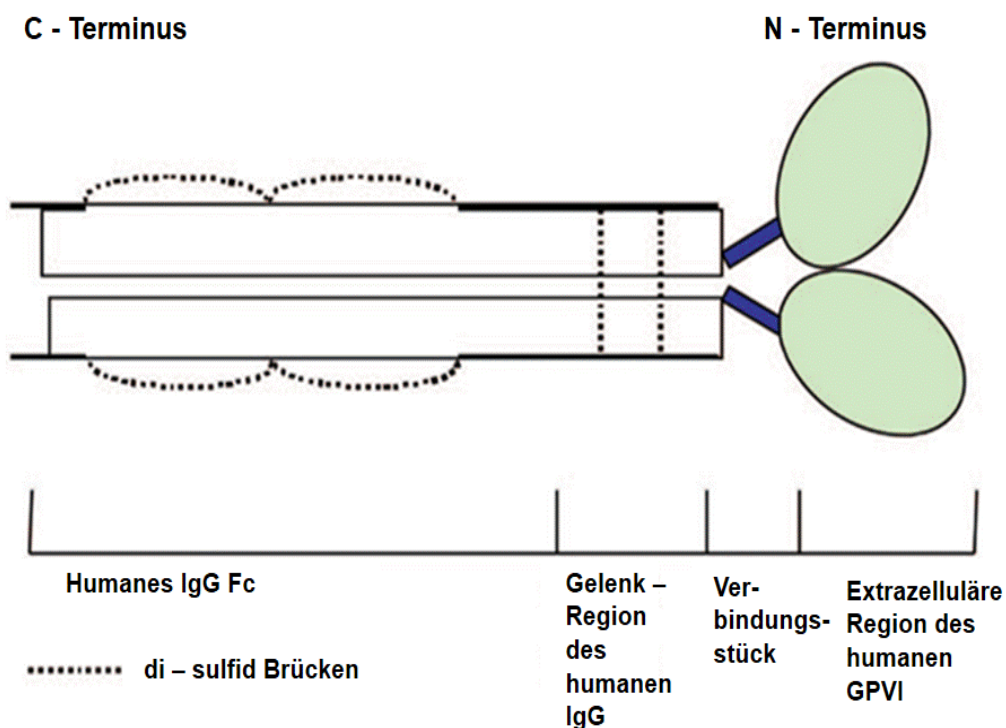 C - Terminus
N - Terminus
Humanes IgG Fc
Gelenk –
Region
des
humanen
IgG
Ver-
bindungs-
stück
Extrazelluläre
Region des
humanen
GPVI
di – sulfid Brücken